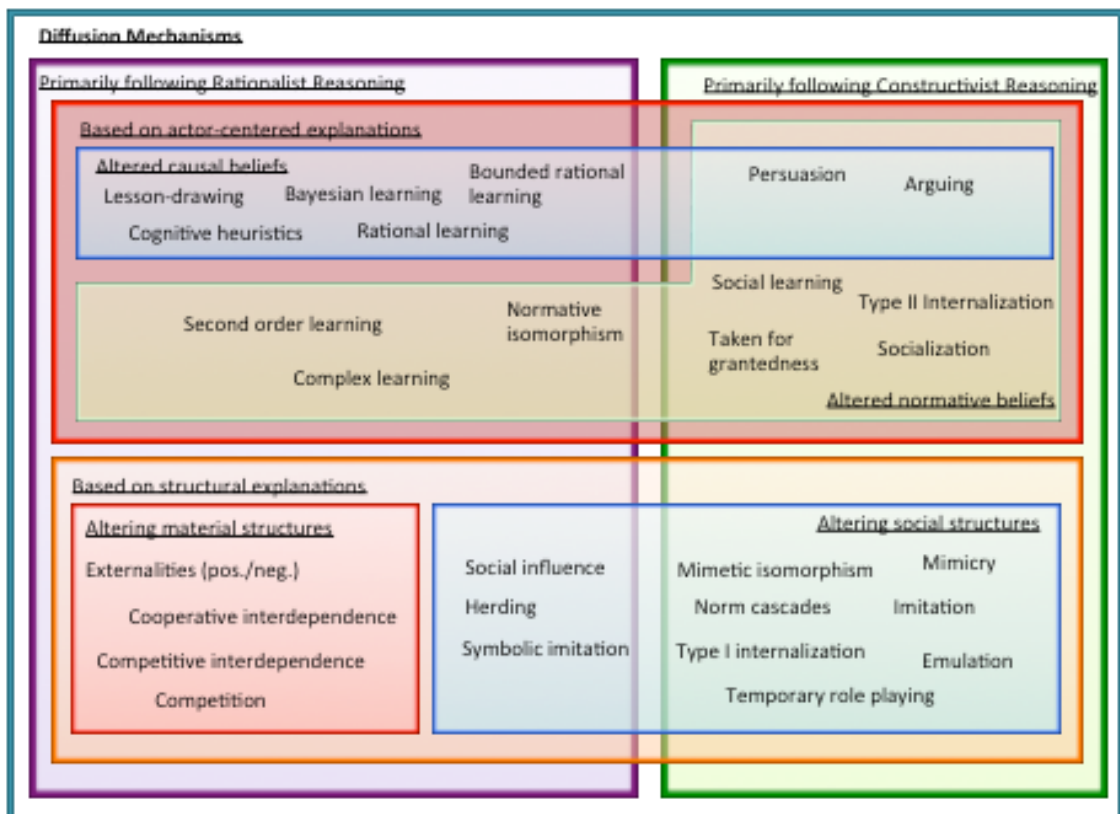 Diffusion Mechanisms
Primarily following Rationalist Reasoning
Primarily following Constructivist Reasoning
Based on actor-centered explanations
Altered causal beliefs
Lesson-drawing
Bayesian learning
Bounded rational
learning
Cognitive heuristics
Rational learning
Persuasion
Arguing
Second order learning
Normative
isomorphism
Complex learning
Social learning
Type II Internalization
Taken for
grantedness
Socialization
Altered normative beliefs
Based on structural explanations
Altering material structures
Externalities (pos./neg.)
Cooperative interdependence
Competitive interdependence
Competition
Altering social structures
Social influence
Herding
Symbolic imitation
Mimetic isomorphism
Mimicry
Norm cascades
Imitation
Type I internalization
Emulation
Temporary role playing